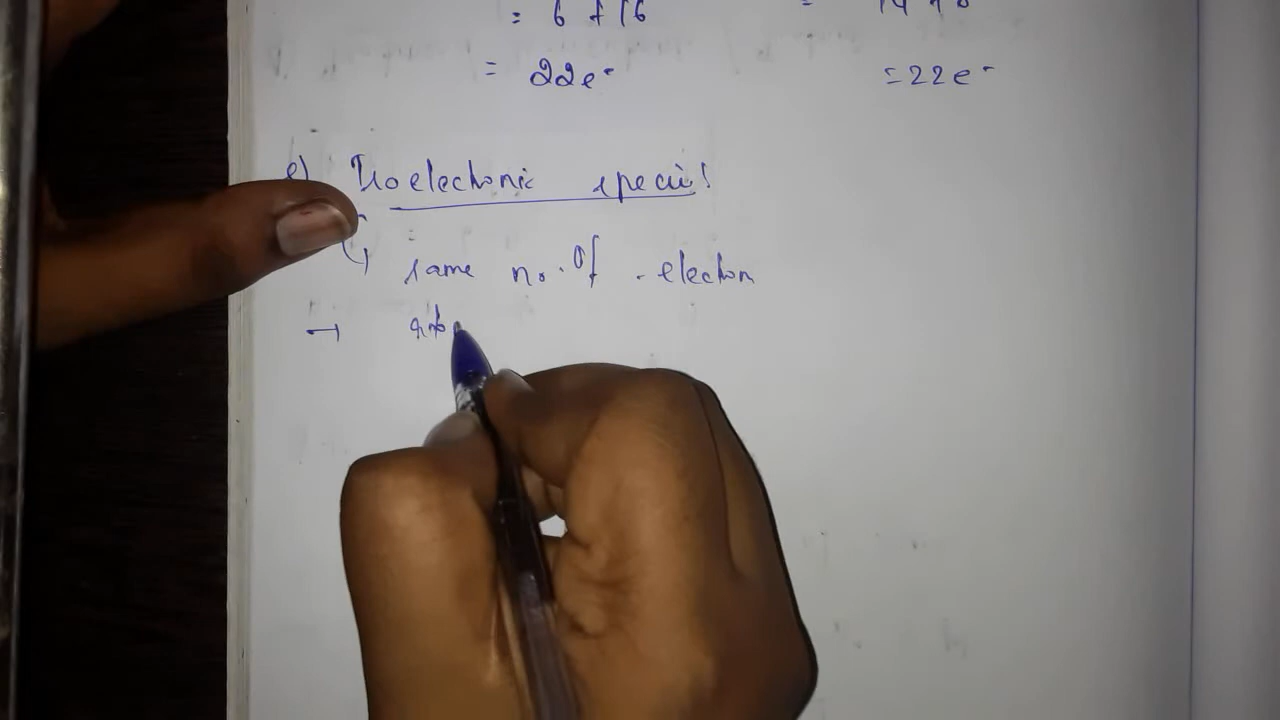 = 6 + 16 =
= 22e⁻ = 22e⁻
e) Isoelectronic species
same no. of electron
→